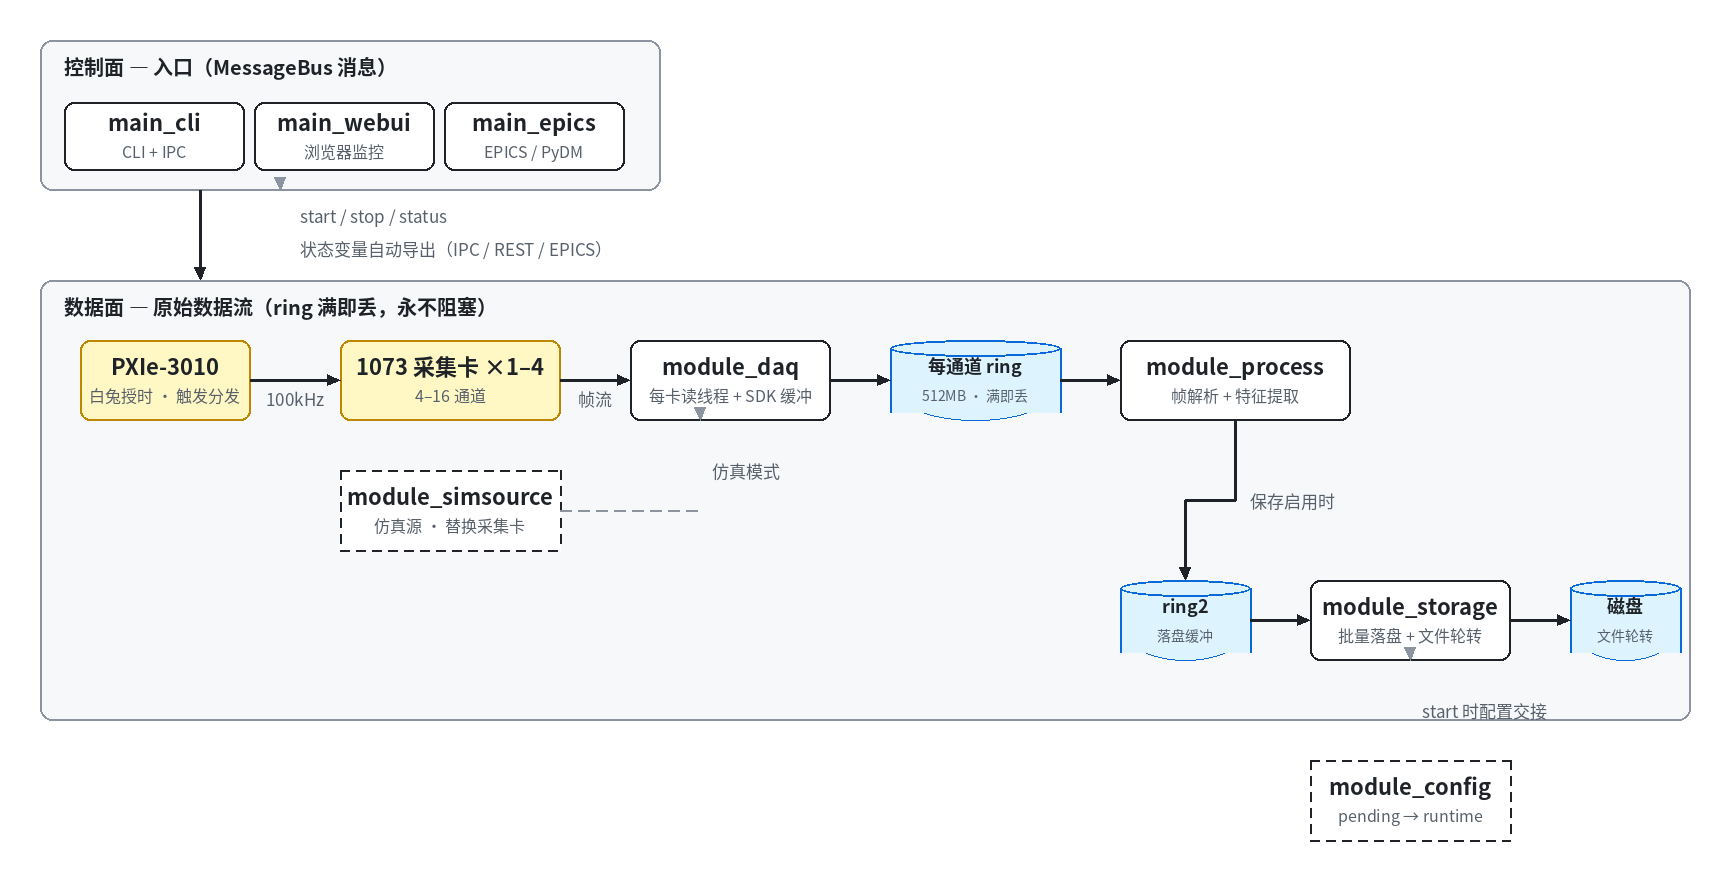 控制面 — 入口（MessageBus 消息）
main_cli
CLI + IPC
main_webui
浏览器监控
main_epics
EPICS / PyDM
start / stop / status
状态变量自动导出（IPC / REST / EPICS）
数据面 — 原始数据流（ring 满即丢，永不阻塞）
PXIe-3010
白兔授时 · 触发分发
100kHz
1073 采集卡 ×1–4
4–16 通道
帧流
module_daq
每卡读线程 + SDK 缓冲
每通道 ring
512MB · 满即丢
module_process
帧解析 + 特征提取
module_simsource
仿真源 · 替换采集卡
仿真模式
保存启用时
ring2
落盘缓冲
module_storage
批量落盘 + 文件轮转
磁盘
文件轮转
start 时配置交接
module_config
pending → runtime